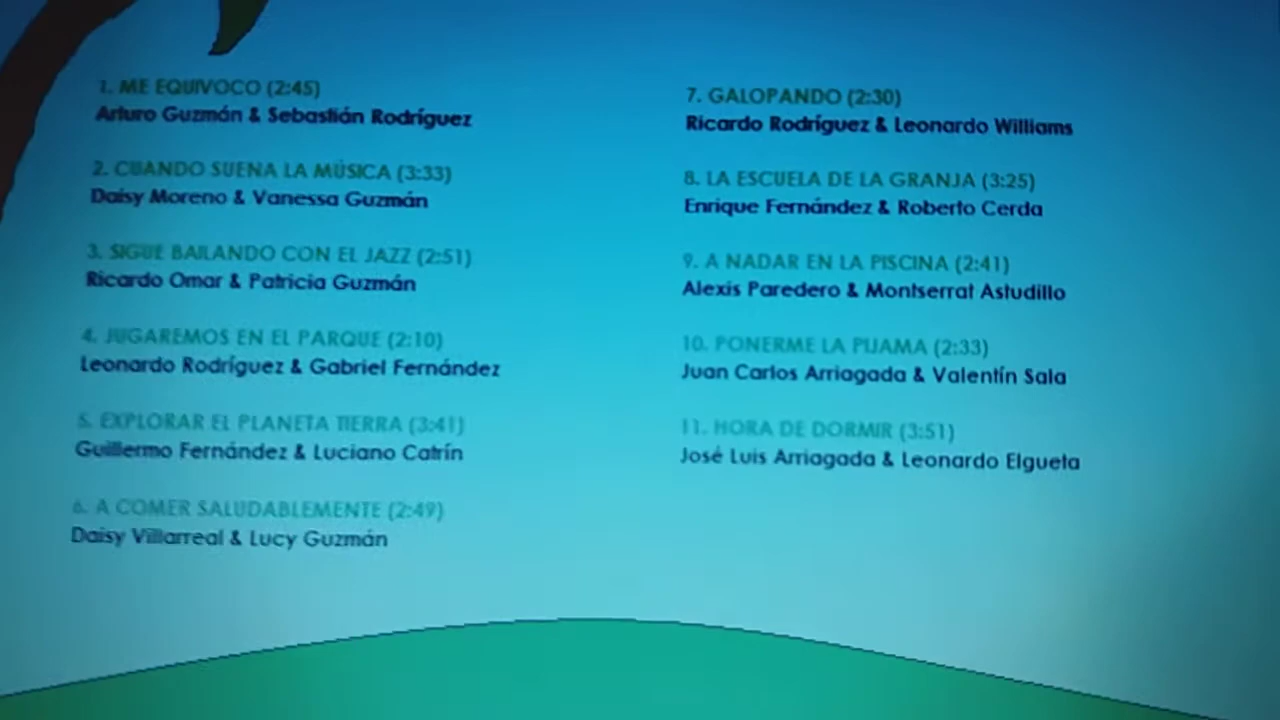 1. ME EQUIVOCO (2:45)
Arturo Guzmán & Sebastián Rodríguez
2. CUANDO SUENA LA MÚSICA (3:33)
Daisy Moreno & Vanessa Guzmán
3. SIGUE BAILANDO CON EL JAZZ (2:51)
Ricardo Omar & Patricia Guzmán
4. JUGAREMOS EN EL PARQUE (2:10)
Leonardo Rodríguez & Gabriel Fernández
5. EXPLORAR EL PLANETA TIERRA (3:41)
Guillermo Fernández & Luciano Catrín
6. A COMER SALUDABLEMENTE (2:49)
Daisy Villarreal & Lucy Guzmán
7. GALOPANDO (2:30)
Ricardo Rodríguez & Leonardo Williams
8. LA ESCUELA DE LA GRANJA (3:25)
Enrique Fernández & Roberto Cerda
9. A NADAR EN LA PISCINA (2:41)
Alexis Paredero & Montserrat Astudillo
10. PONERME LA PIJAMA (2:33)
Juan Carlos Arriagada & Valentín Sala
11. HORA DE DORMIR (3:51)
José Luis Arriagada & Leonardo Elgueta